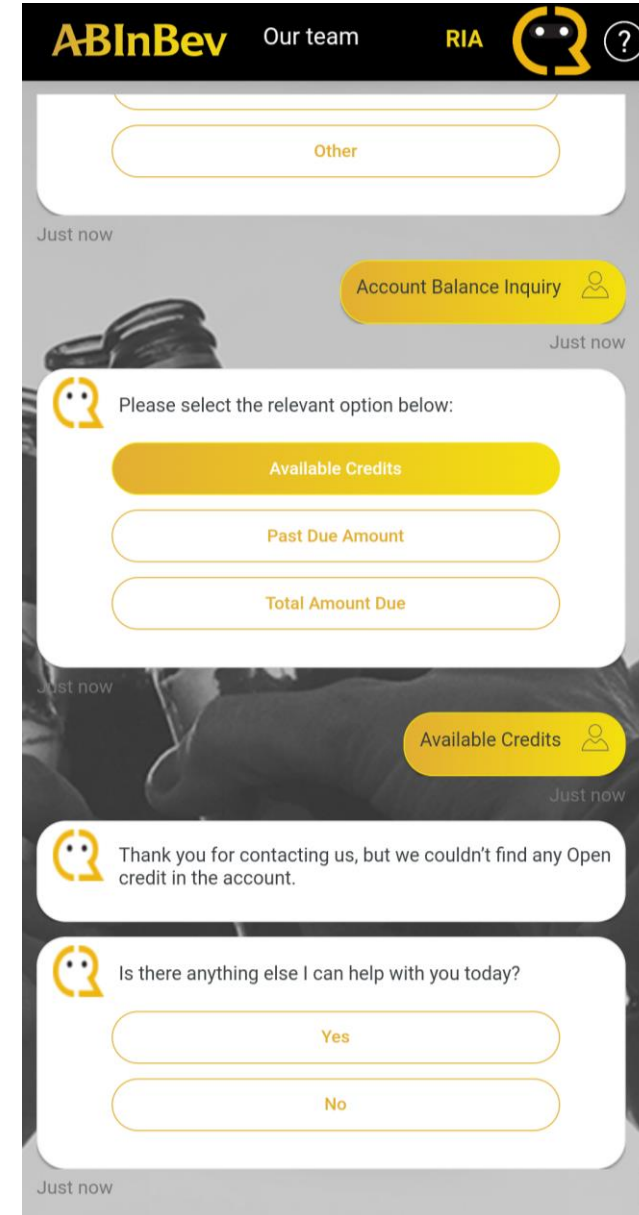 ABInBev Our team RIA ?
Other
Just now
Account Balance Inquiry
Just now
Please select the relevant option below:
Available Credits
Past Due Amount
Total Amount Due
Just now
Available Credits
Just now
Thank you for contacting us, but we couldn't find any Open
credit in the account.
Is there anything else I can help with you today?
Yes
No
Just now